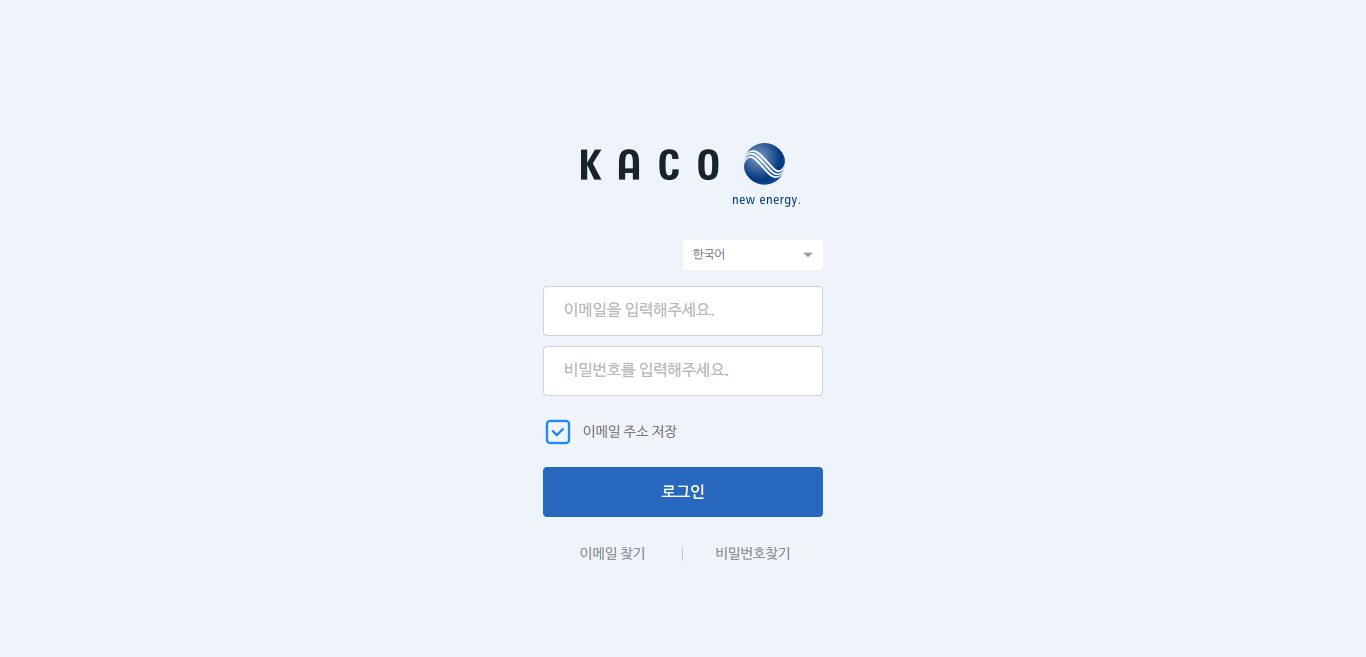 KACO
new energy.
한국어
이메일을 입력해주세요.
비밀번호를 입력해주세요.
이메일 주소 저장
로그인
이메일 찾기
비밀번호찾기